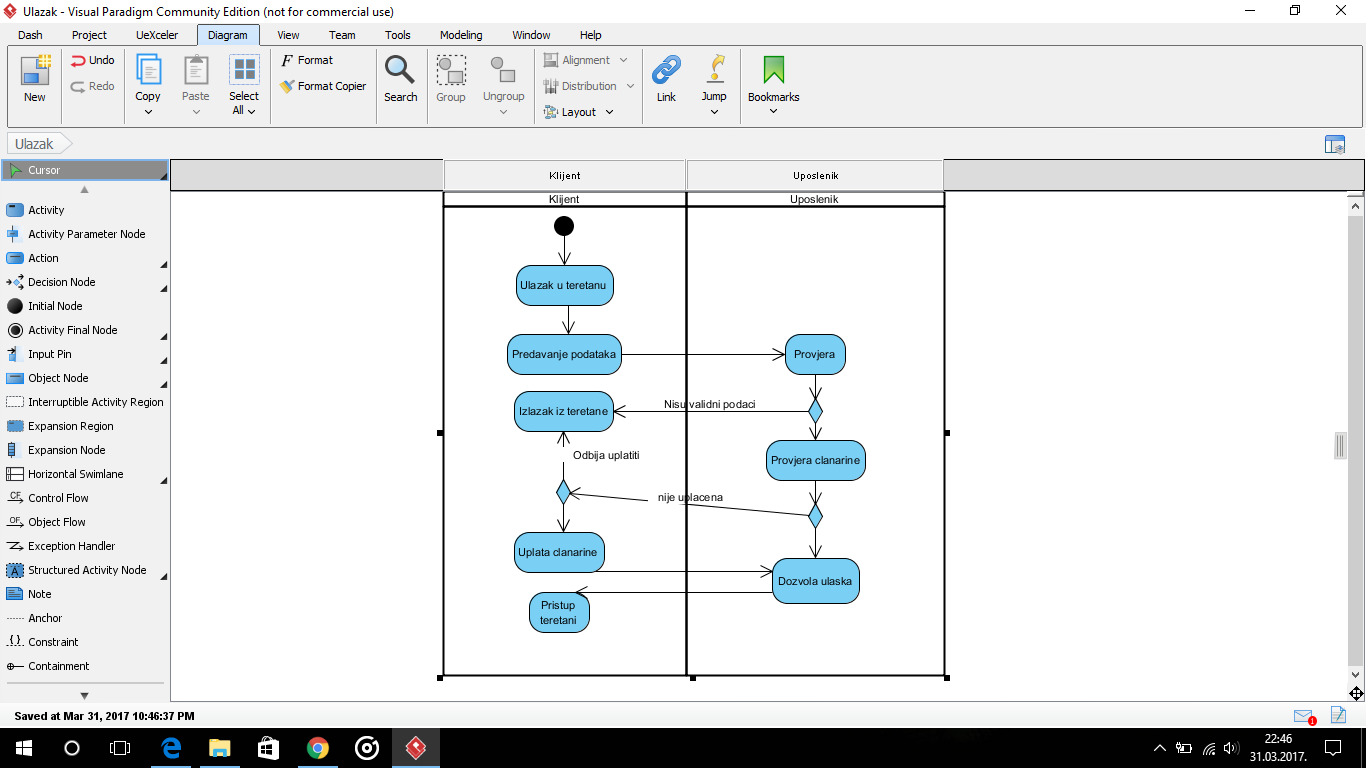 Ulazak - Visual Paradigm Community Edition (not for commercial use)
Dash Project UeXceler Diagram View Team Tools Modeling Window Help
New
Undo
Redo
Copy
Paste
Select
All
Format
Format Copier
Search
Group
Ungroup
Alignment
Distribution
Layout
Link
Jump
Bookmarks
Ulazak
Cursor
Activity
Activity Parameter Node
Action
Decision Node
Initial Node
Activity Final Node
Input Pin
Object Node
Interruptible Activity Region
Expansion Region
Expansion Node
Horizontal Swimlane
CF Control Flow
OF Object Flow
Exception Handler
A Structured Activity Node
Note
Anchor
{} Constraint
Containment
Klijent Uposlenik
Klijent Uposlenik
Ulazak u teretanu
Predavanje podataka
Provjera
Izlazak iz teretane
Nisu validni podaci
Odbija uplatiti
Provjera clanarine
nije uplacena
Uplata clanarine
Dozvola ulaska
Pristup
teretani
Saved at Mar 31, 2017 10:46:37 PM
1
22:46
31.03.2017.